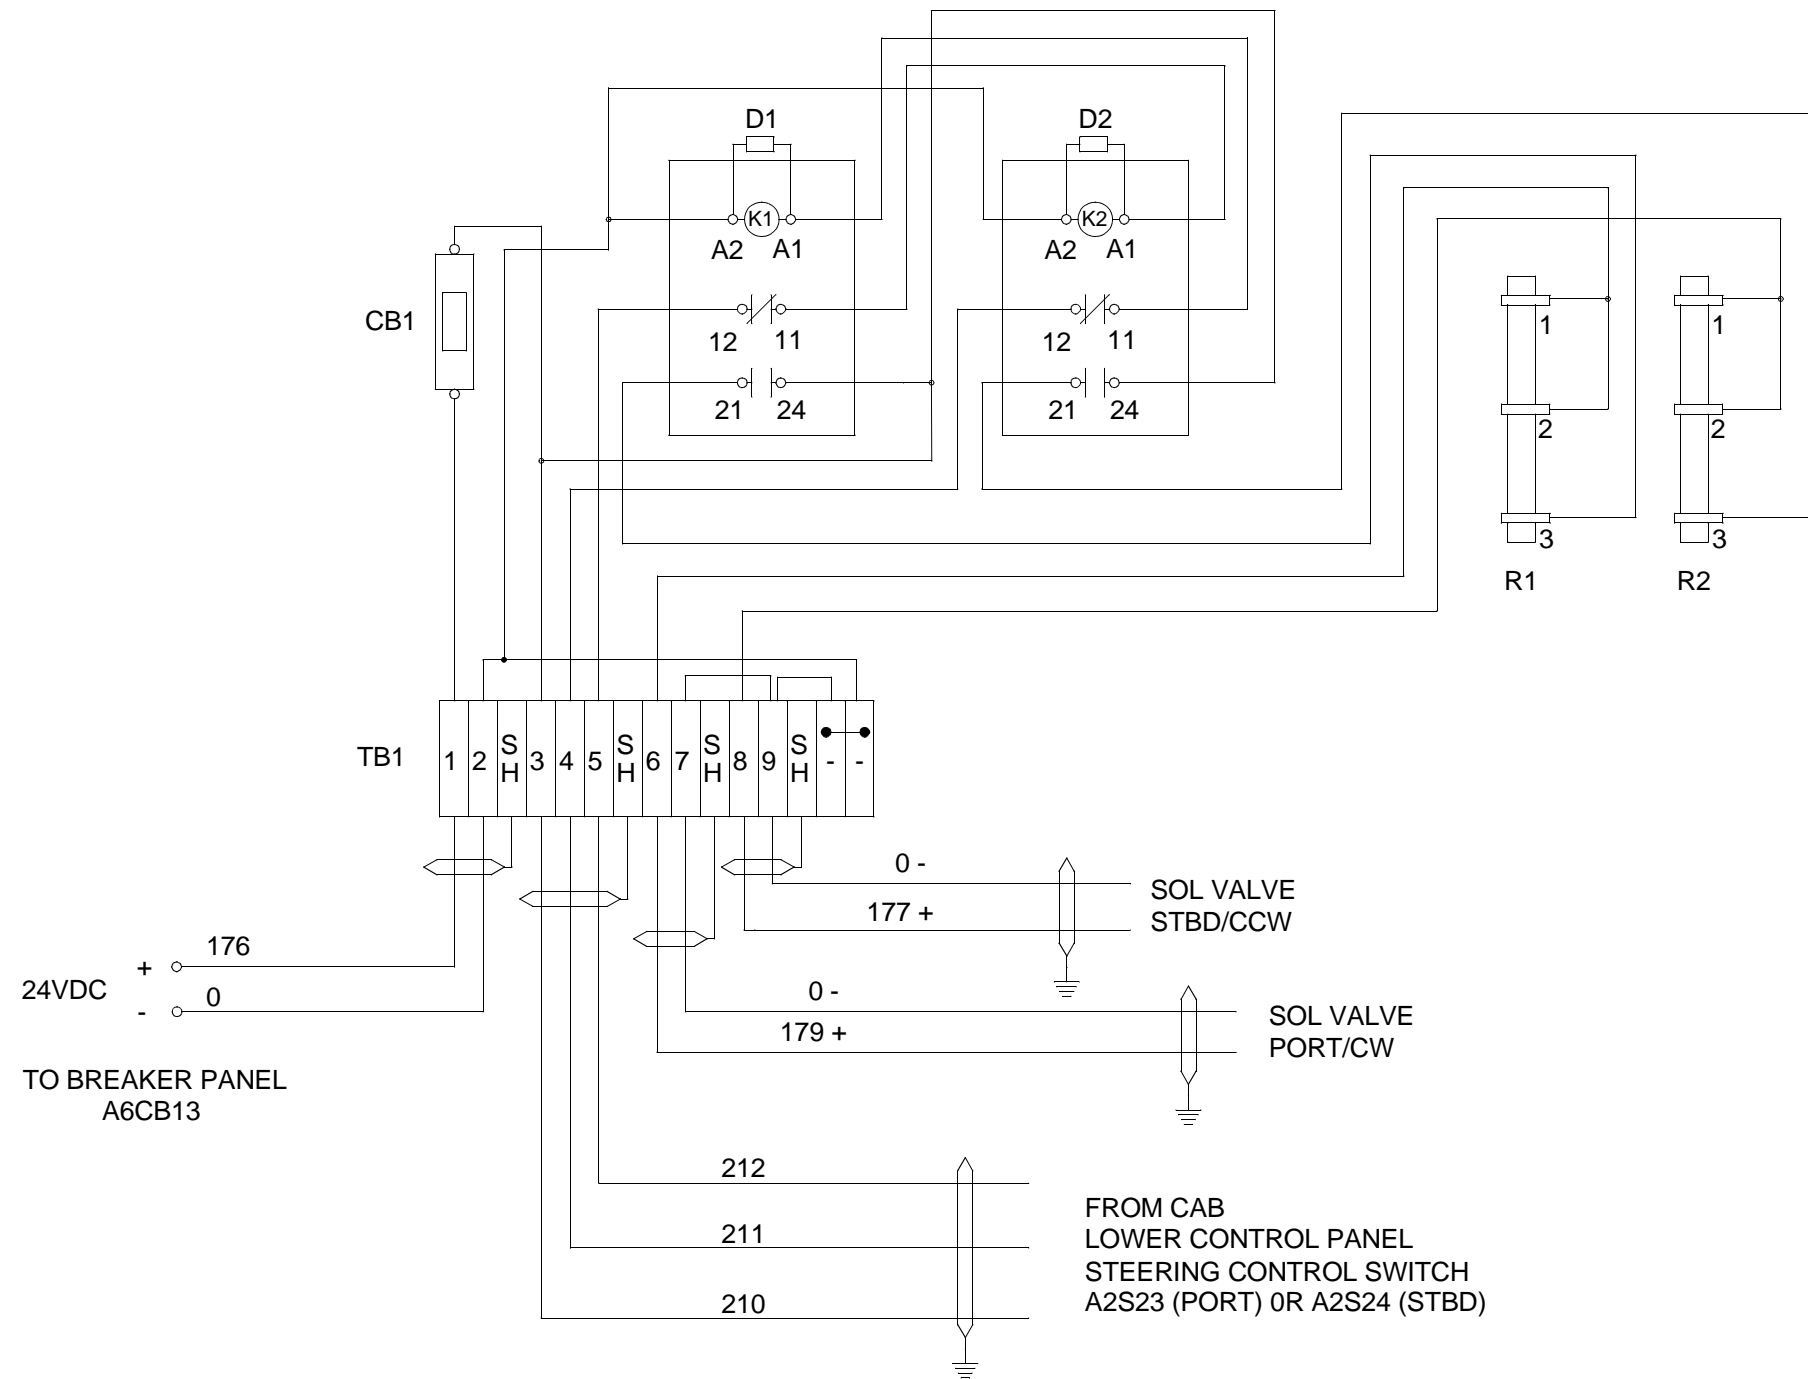 D1
D2
K1
K2
A2 A1
A2 A1
CB1
12 11
12 11
21 24
21 24
1
1
2
2
3
3
R1
R2
TB1
1 2 SH 3 4 5 SH 6 7 SH 8 9 SH - -
0 -
SOL VALVE
177 +
STBD/CCW
176
+
24VDC
0
-
0 -
SOL VALVE
179 +
PORT/CW
TO BREAKER PANEL
A6CB13
212
FROM CAB
211
LOWER CONTROL PANEL
STEERING CONTROL SWITCH
210
A2S23 (PORT) 0R A2S24 (STBD)